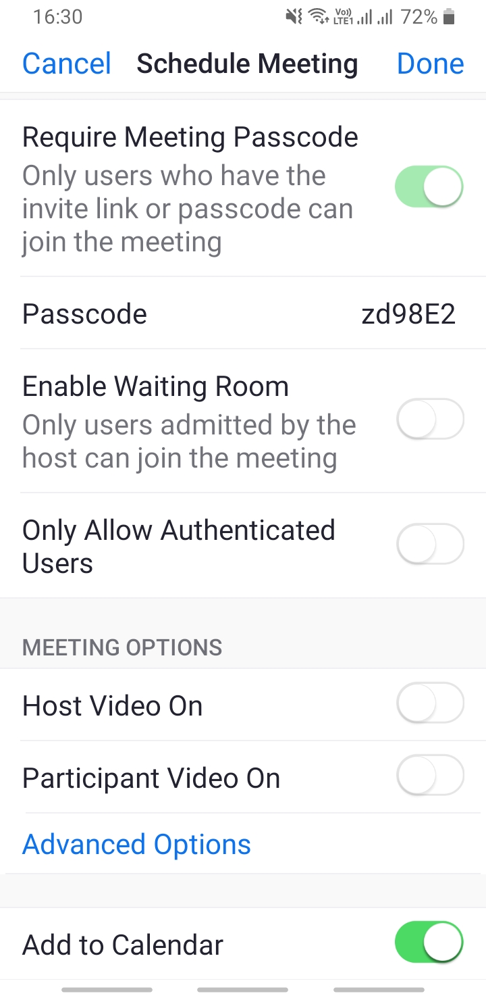 16:30 Vo)) LTE1 72%
Cancel Schedule Meeting Done
Require Meeting Passcode
Only users who have the
invite link or passcode can
join the meeting
Passcode zd98E2
Enable Waiting Room
Only users admitted by the
host can join the meeting
Only Allow Authenticated
Users
MEETING OPTIONS
Host Video On
Participant Video On
Advanced Options
Add to Calendar